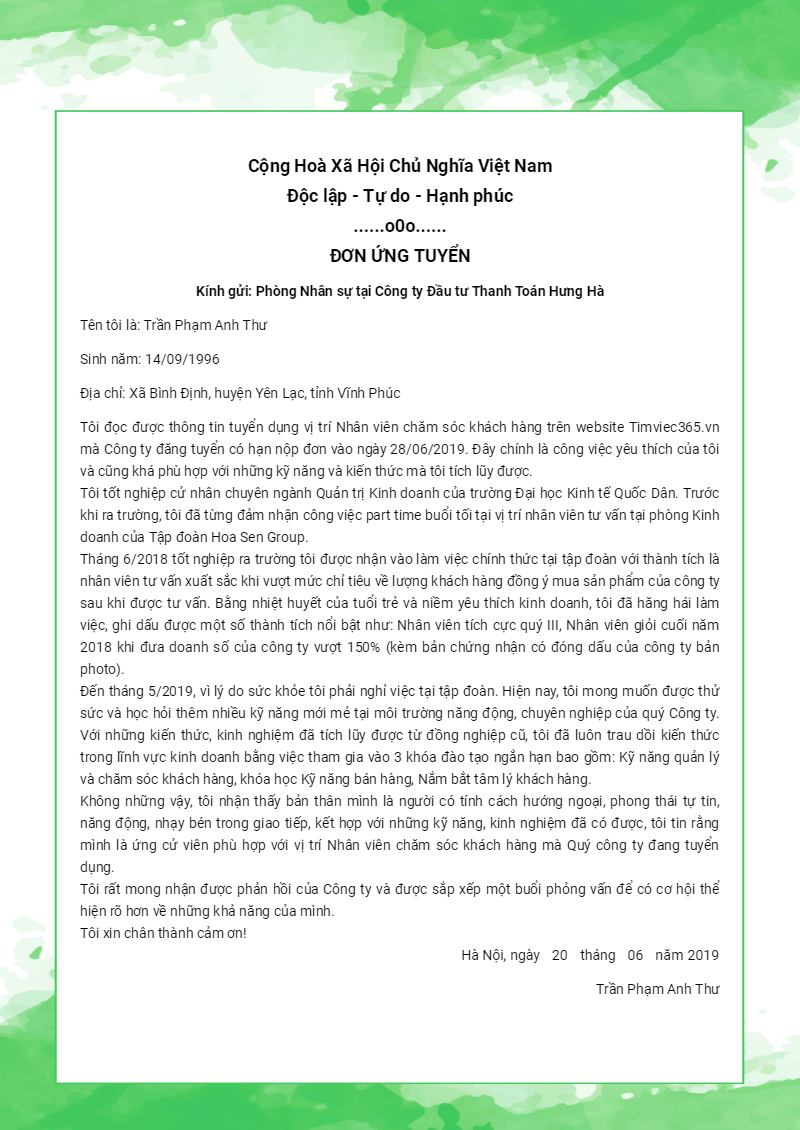 Cộng Hoà Xã Hội Chủ Nghĩa Việt Nam
Độc lập - Tự do - Hạnh phúc
......o0o......
ĐƠN ỨNG TUYỂN
Kính gửi: Phòng Nhân sự tại Công ty Đầu tư Thanh Toán Hưng Hà
Tên tôi là: Trần Phạm Anh Thư
Sinh năm: 14/09/1996
Địa chỉ: Xã Bình Định, huyện Yên Lạc, tỉnh Vĩnh Phúc
Tôi đọc được thông tin tuyển dụng vị trí Nhân viên chăm sóc khách hàng trên website Timviec365.vn
mà Công ty đăng tuyển có hạn nộp đơn vào ngày 28/06/2019. Đây chính là công việc yêu thích của tôi
và cũng khá phù hợp với những kỹ năng và kiến thức mà tôi tích lũy được.
Tôi tốt nghiệp cử nhân chuyên ngành Quản trị Kinh doanh của trường Đại học Kinh tế Quốc Dân. Trước
khi ra trường, tôi đã từng đảm nhận công việc part time buổi tối tại vị trí nhân viên tư vấn tại phòng Kinh
doanh của Tập đoàn Hoa Sen Group.
Tháng 6/2018 tốt nghiệp ra trường tôi được nhận vào làm việc chính thức tại tập đoàn với thành tích là
nhân viên tư vấn xuất sắc khi vượt mức chỉ tiêu về lượng khách hàng đồng ý mua sản phẩm của công ty
sau khi được tư vấn. Bằng nhiệt huyết của tuổi trẻ và niềm yêu thích kinh doanh, tôi đã hăng hái làm
việc, ghi dấu được một số thành tích nổi bật như: Nhân viên tích cực quý III, Nhân viên giỏi cuối năm
2018 khi đưa doanh số của công ty vượt 150% (kèm bản chứng nhận có đóng dấu của công ty bản
photo).
Đến tháng 5/2019, vì lý do sức khỏe tôi phải nghỉ việc tại tập đoàn. Hiện nay, tôi mong muốn được thử
sức và học hỏi thêm nhiều kỹ năng mới mẻ tại môi trường năng động, chuyên nghiệp của quý Công ty.
Với những kiến thức, kinh nghiệm đã tích lũy được từ đồng nghiệp cũ, tôi đã luôn trau dồi kiến thức
trong lĩnh vực kinh doanh bằng việc tham gia vào 3 khóa đào tạo ngắn hạn bao gồm: Kỹ năng quản lý
và chăm sóc khách hàng, khóa học Kỹ năng bán hàng, Nắm bắt tâm lý khách hàng.
Không những vậy, tôi nhận thấy bản thân mình là người có tính cách hướng ngoại, phong thái tự tin,
năng động, nhạy bén trong giao tiếp, kết hợp với những kỹ năng, kinh nghiệm đã có được, tôi tin rằng
mình là ứng cử viên phù hợp với vị trí Nhân viên chăm sóc khách hàng mà Quý công ty đang tuyển
dụng.
Tôi rất mong nhận được phản hồi của Công ty và được sắp xếp một buổi phỏng vấn để có cơ hội thể
hiện rõ hơn về những khả năng của mình.
Tôi xin chân thành cảm ơn!
Hà Nội, ngày 20 tháng 06 năm 2019
Trần Phạm Anh Thư